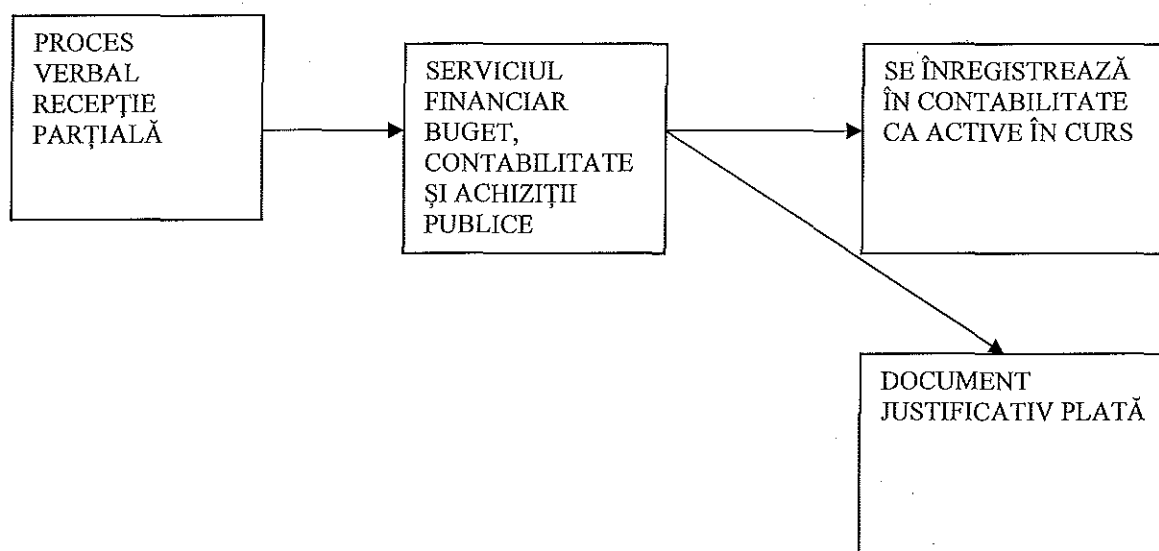 PROCES
VERBAL
RECEPȚIE
PARȚIALĂ
SERVICIUL
FINANCIAR
BUGET,
CONTABILITATE
ȘI ACHIZIȚII
PUBLICE
SE ÎNREGISTREAZĂ
ÎN CONTABILITATE
CA ACTIVE ÎN CURS
DOCUMENT
JUSTIFICATIV PLATĂ